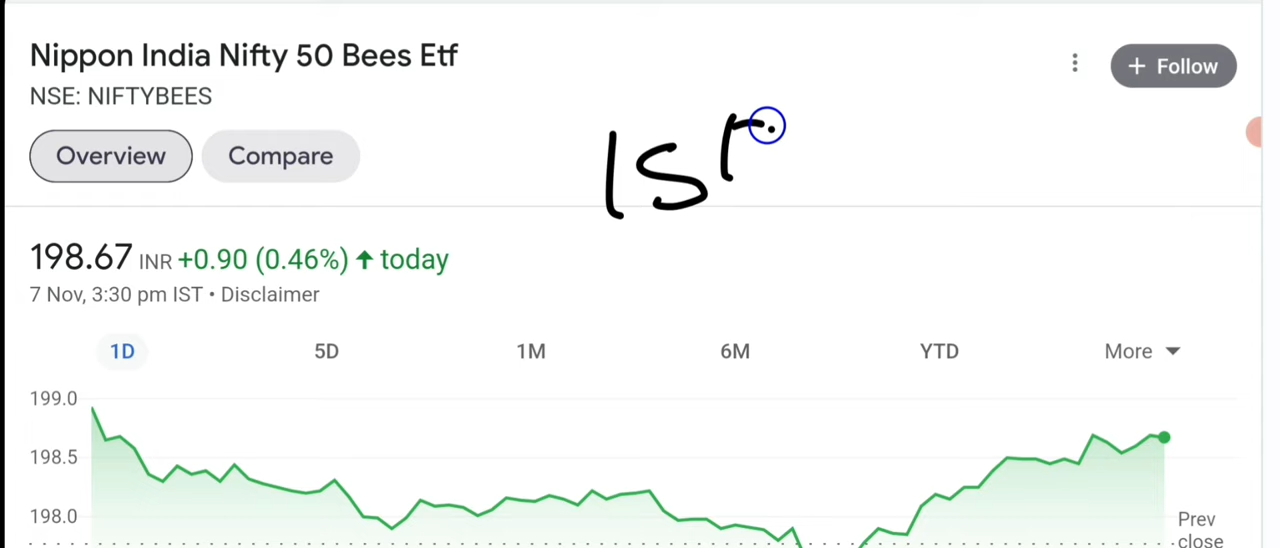 Nippon India Nifty 50 Bees Etf
+ Follow
NSE: NIFTYBEES
Overview Compare
198.67 INR +0.90 (0.46%) ↑ today
7 Nov, 3:30 pm IST • Disclaimer
1D 5D 1M 6M YTD More
199.0
198.5
198.0
Prev
close